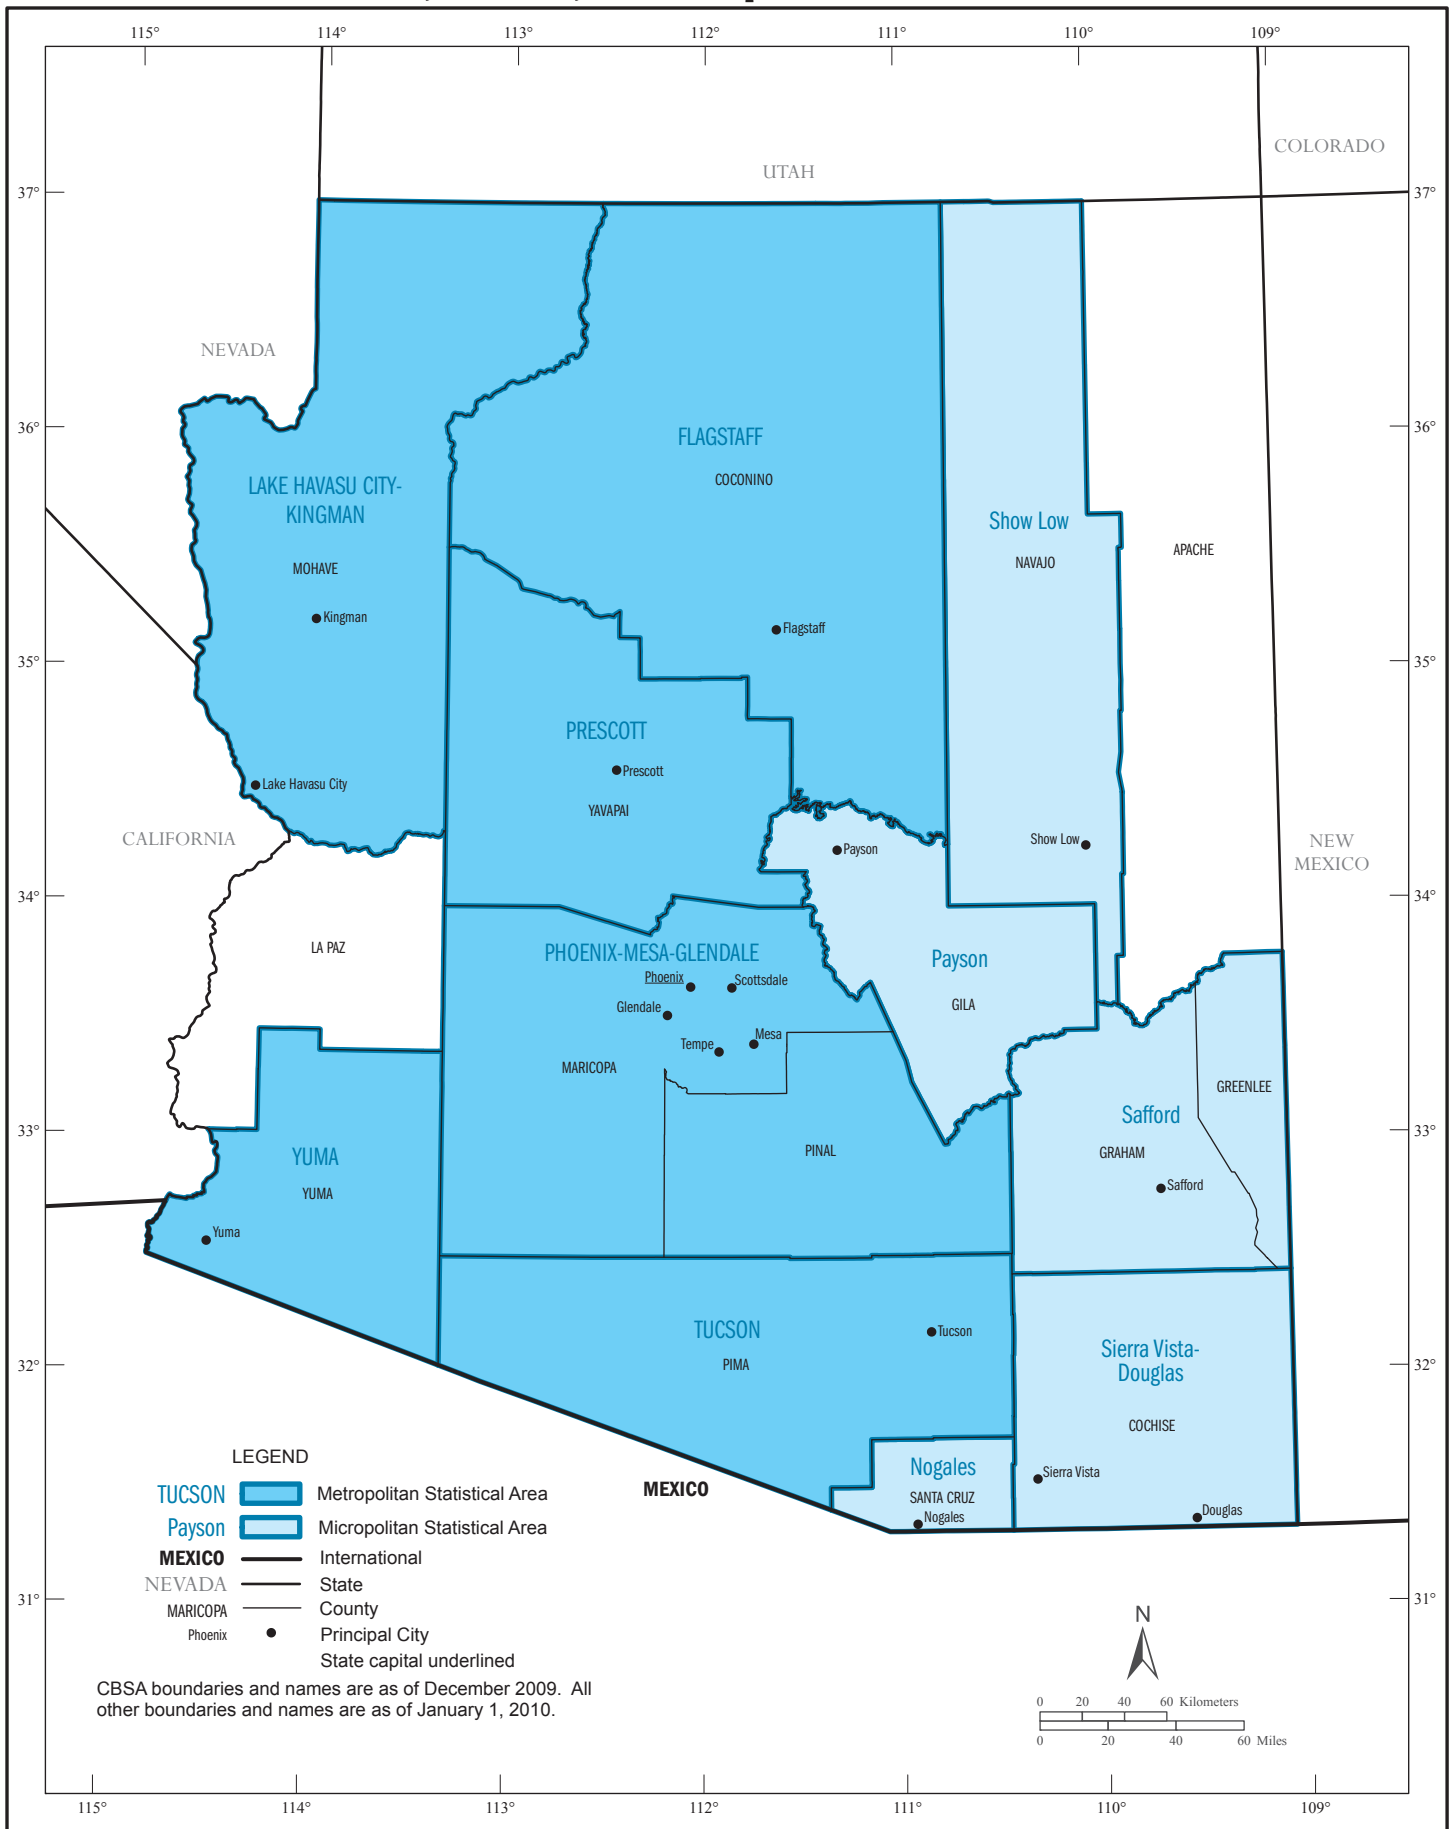 115° 114° 113° 112° 111° 110° 109°
COLORADO
UTAH
37° 37°
NEVADA
36° 36°
FLAGSTAFF
COCONINO
LAKE HAVASU CITY-
KINGMAN
MOHAVE
Kingman
Show Low
NAVAJO
APACHE
Flagstaff
35° 35°
PRESCOTT
Prescott
YAVAPAI
Lake Havasu City
CALIFORNIA
Payson
Show Low
NEW
MEXICO
34° 34°
LA PAZ
PHOENIX-MESA-GLENDALE
Phoenix
Scottsdale
Glendale
Tempe
Mesa
MARICOPA
Payson
GILA
GREENLEE
Safford
GRAHAM
Safford
33° 33°
YUMA
YUMA
Yuma
PINAL
TUCSON
Tucson
PIMA
Sierra Vista-
Douglas
COCHISE
32° 32°
Nogales
SANTA CRUZ
Nogales
Sierra Vista
Douglas
MEXICO
LEGEND
TUCSON Metropolitan Statistical Area
Payson Micropolitan Statistical Area
MEXICO International
NEVADA State
MARICOPA County
Phoenix Principal City
State capital underlined
31° 31°
CBSA boundaries and names are as of December 2009. All
other boundaries and names are as of January 1, 2010.
N
0 20 40 60 Kilometers
0 20 40 60 Miles
115° 114° 113° 112° 111° 110° 109°